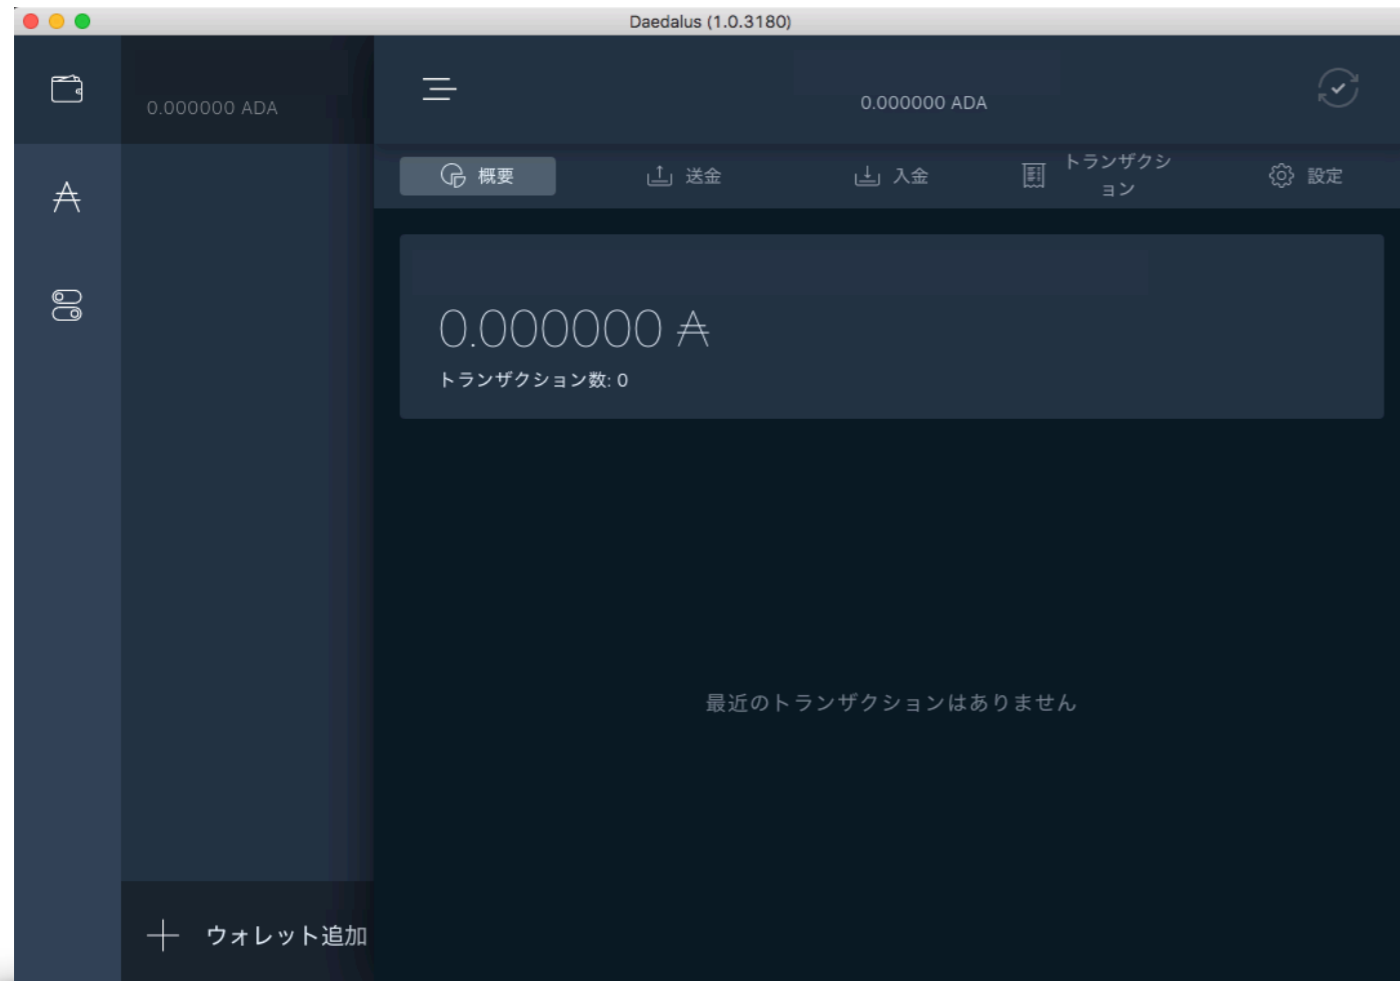 Daedalus (1.0.3180)
0.000000 ADA
0.000000 ADA
概要
送金
入金
トランザクシ
ョン
設定
0.000000 ₳
トランザクション数: 0
最近のトランザクションはありません
ウォレット追加